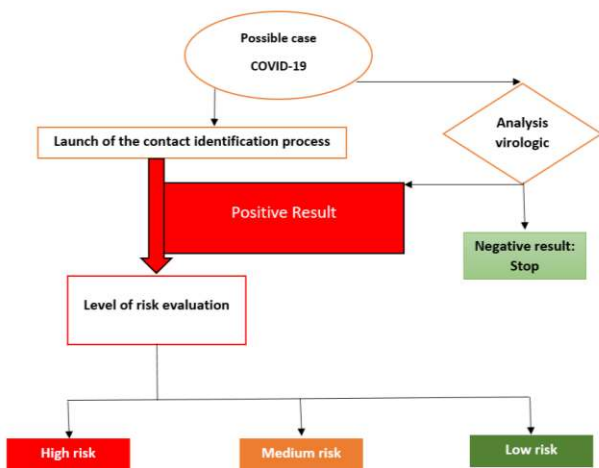 Possible case
COVID-19
Launch of the contact identification process
Analysis
virologic
Positive Result
Negative result:
Stop
Level of risk evaluation
High risk
Medium risk
Low risk